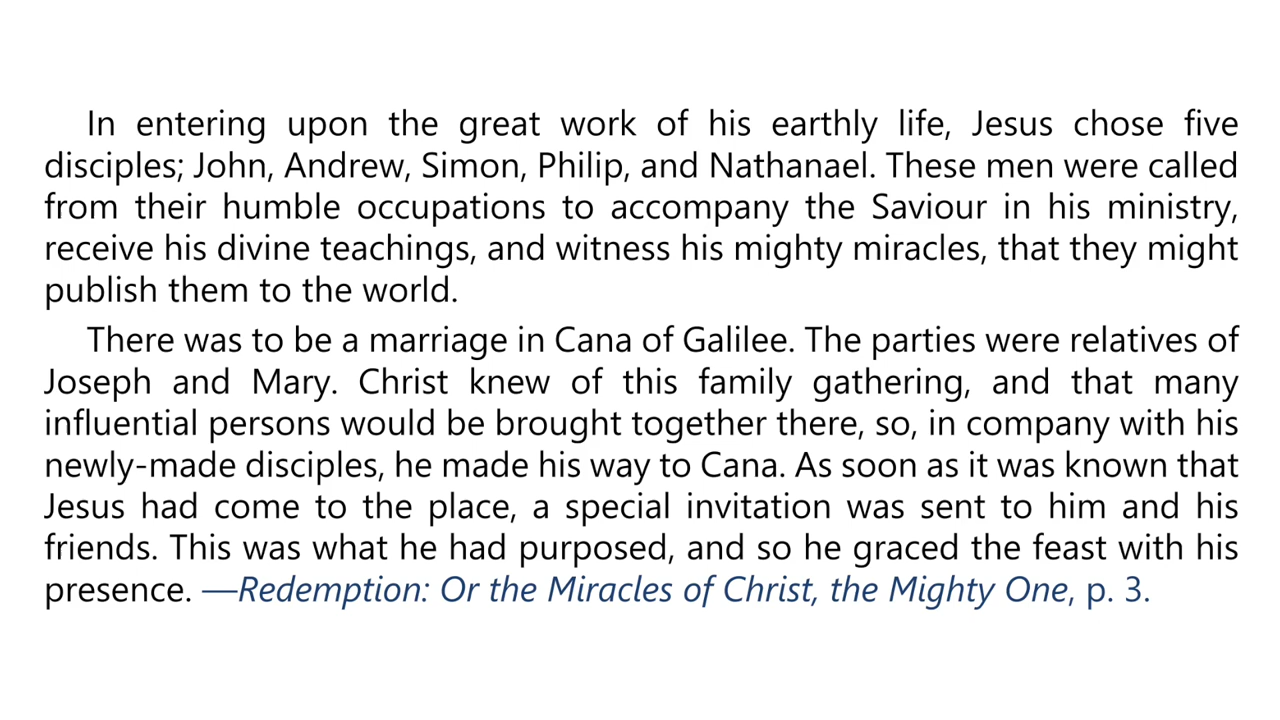 In entering upon the great work of his earthly life, Jesus chose five
disciples; John, Andrew, Simon, Philip, and Nathanael. These men were called
from their humble occupations to accompany the Saviour in his ministry,
receive his divine teachings, and witness his mighty miracles, that they might
publish them to the world.
There was to be a marriage in Cana of Galilee. The parties were relatives of
Joseph and Mary. Christ knew of this family gathering, and that many
influential persons would be brought together there, so, in company with his
newly-made disciples, he made his way to Cana. As soon as it was known that
Jesus had come to the place, a special invitation was sent to him and his
friends. This was what he had purposed, and so he graced the feast with his
presence. —Redemption: Or the Miracles of Christ, the Mighty One, p. 3.